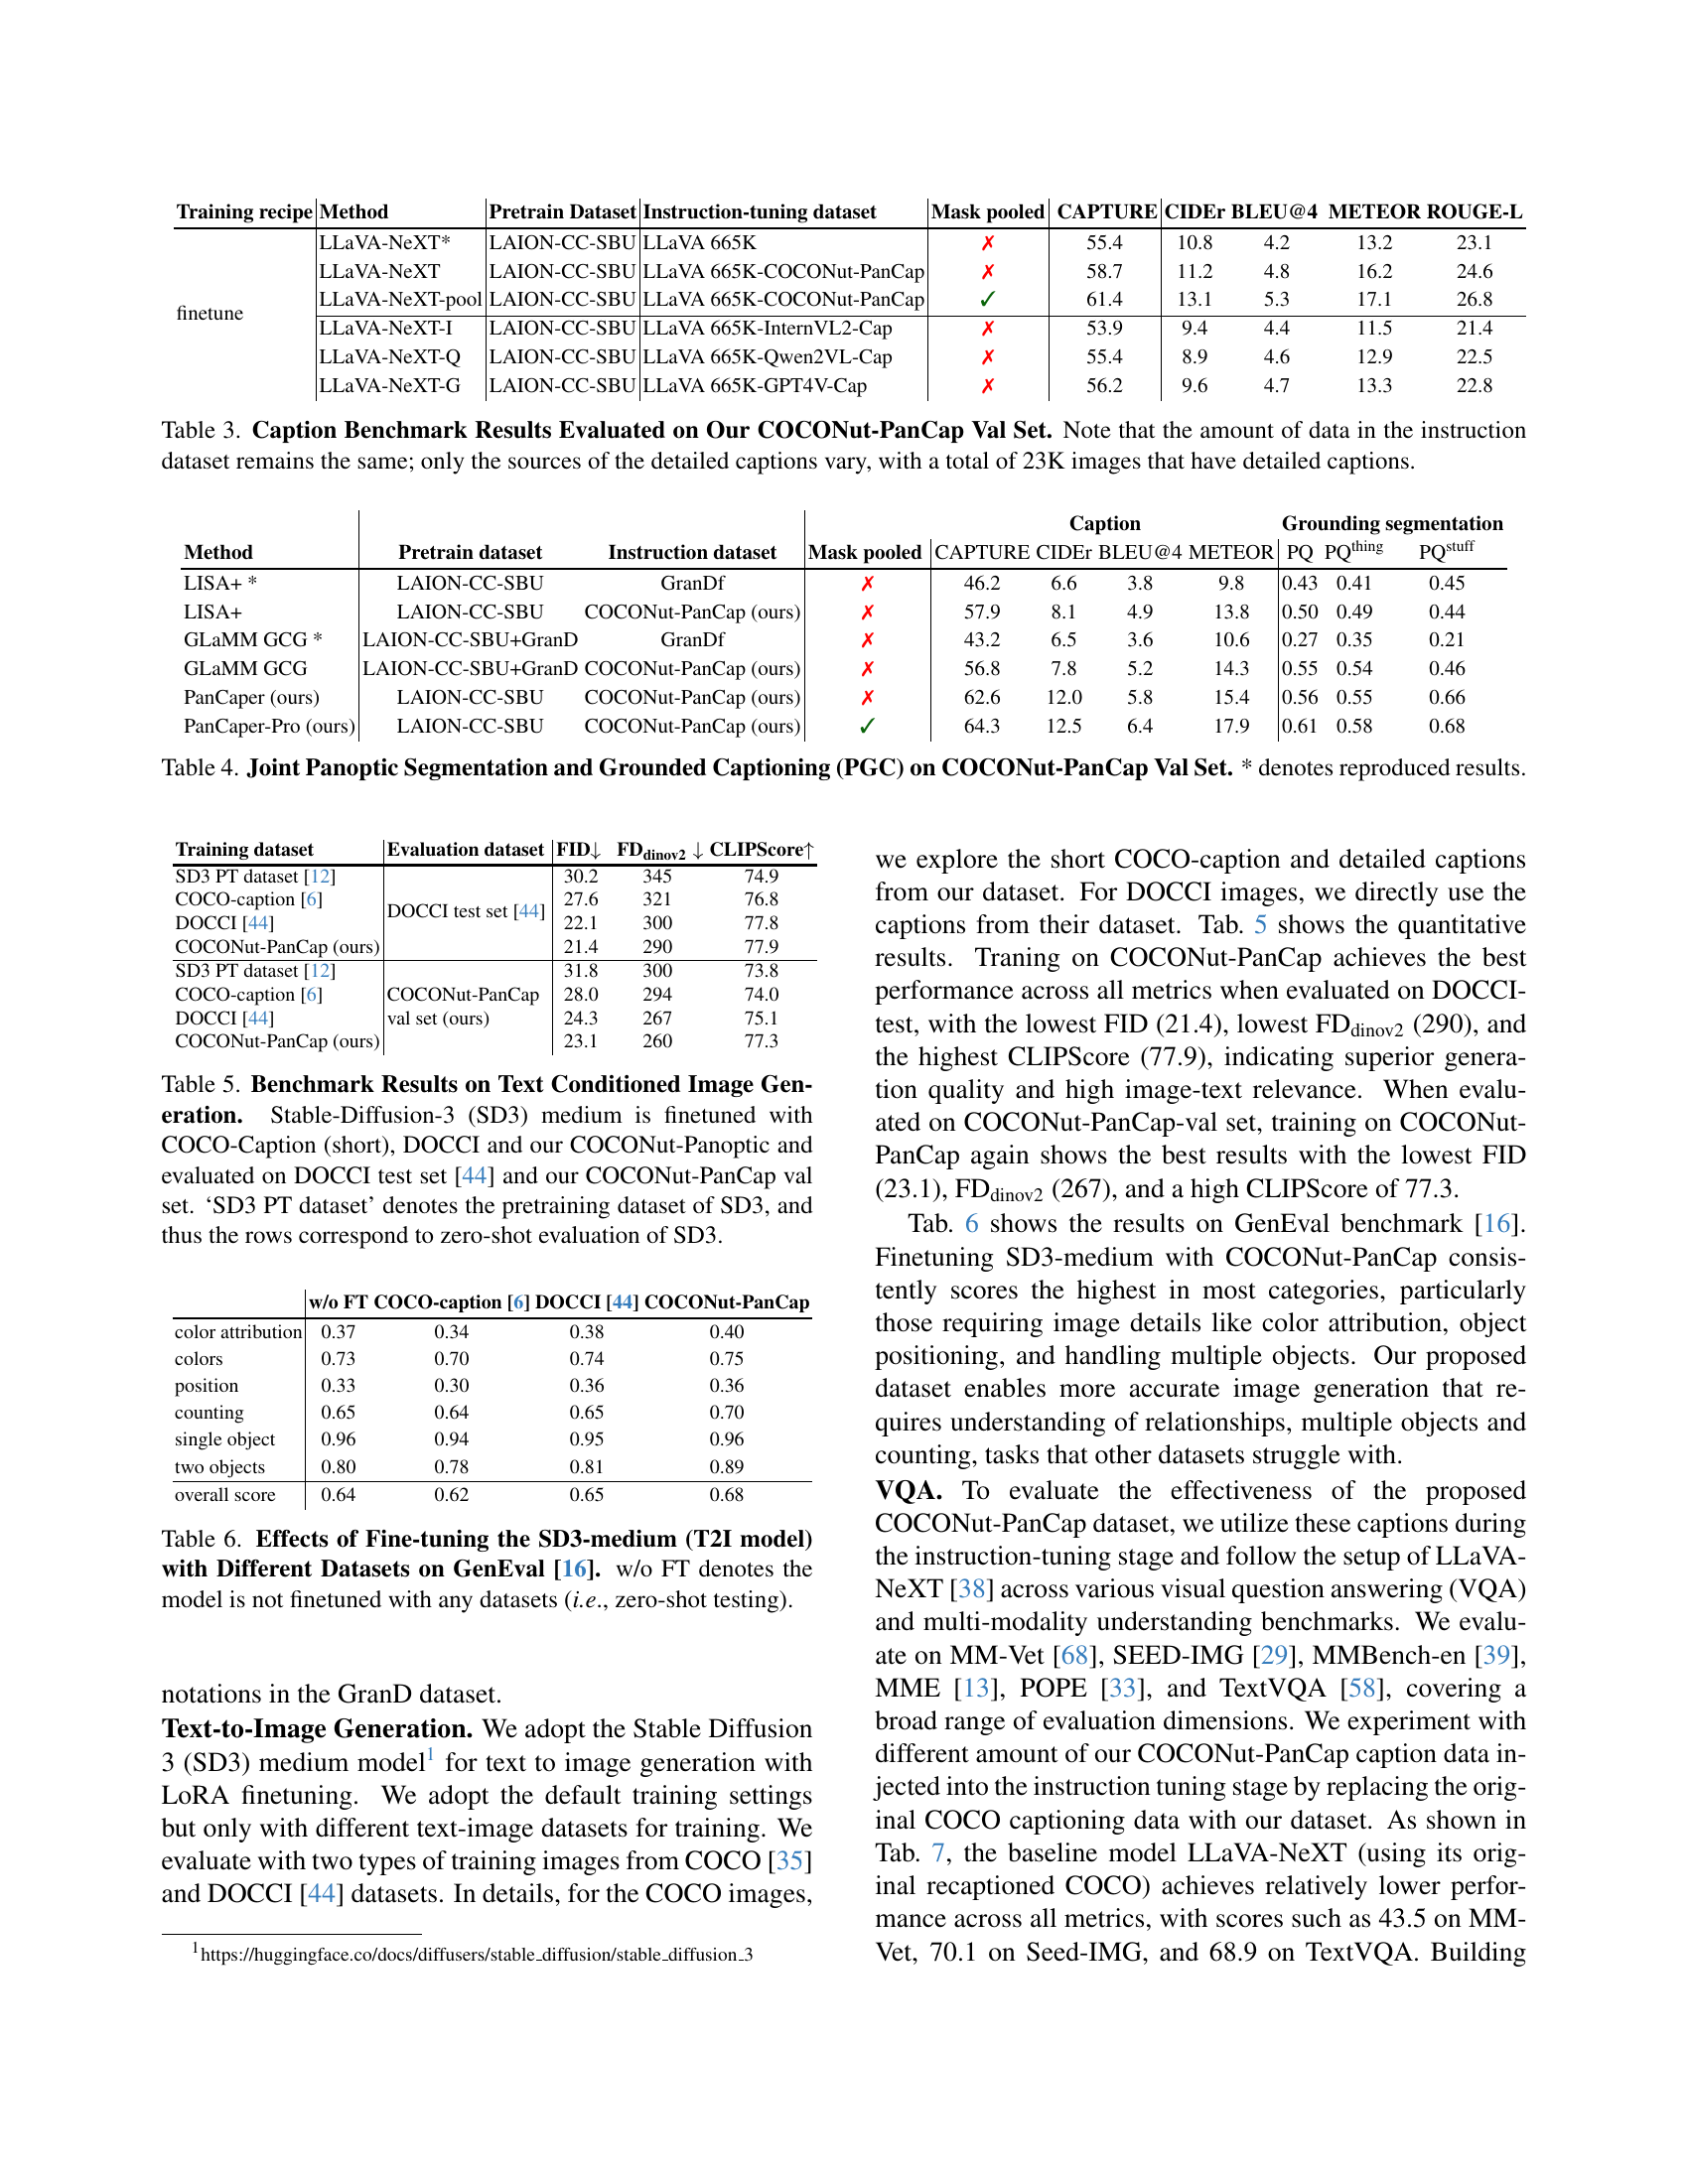 Training recipe Method Pretrain Dataset Instruction-tuning dataset Mask pooled CAPTURE CIDEr BLEU@4 METEOR ROUGE-L
LLaVA-NeXT* LAION-CC-SBU LLaVA 665K ✗ 55.4 10.8 4.2 13.2 23.1
LLaVA-NeXT LAION-CC-SBU LLaVA 665K-COCONut-PanCap ✗ 58.7 11.2 4.8 16.2 24.6
LLaVA-NeXT-pool LAION-CC-SBU LLaVA 665K-COCONut-PanCap ✓ 61.4 13.1 5.3 17.1 26.8
finetune
LLaVA-NeXT-I LAION-CC-SBU LLaVA 665K-InternVL2-Cap ✗ 53.9 9.4 4.4 11.5 21.4
LLaVA-NeXT-Q LAION-CC-SBU LLaVA 665K-Qwen2VL-Cap ✗ 55.4 8.9 4.6 12.9 22.5
LLaVA-NeXT-G LAION-CC-SBU LLaVA 665K-GPT4V-Cap ✗ 56.2 9.6 4.7 13.3 22.8
Table 3. Caption Benchmark Results Evaluated on Our COCONut-PanCap Val Set. Note that the amount of data in the instruction
dataset remains the same; only the sources of the detailed captions vary, with a total of 23K images that have detailed captions.
Caption Grounding segmentation
Method Pretrain dataset Instruction dataset Mask pooled CAPTURE CIDEr BLEU@4 METEOR PQ PQthing PQstuff
LISA+ * LAION-CC-SBU GranDf ✗ 46.2 6.6 3.8 9.8 0.43 0.41 0.45
LISA+ LAION-CC-SBU COCONut-PanCap (ours) ✗ 57.9 8.1 4.9 13.8 0.50 0.49 0.44
GLaMM GCG * LAION-CC-SBU+GranD GranDf ✗ 43.2 6.5 3.6 10.6 0.27 0.35 0.21
GLaMM GCG LAION-CC-SBU+GranD COCONut-PanCap (ours) ✗ 56.8 7.8 5.2 14.3 0.55 0.54 0.46
PanCaper (ours) LAION-CC-SBU COCONut-PanCap (ours) ✗ 62.6 12.0 5.8 15.4 0.56 0.55 0.66
PanCaper-Pro (ours) LAION-CC-SBU COCONut-PanCap (ours) ✓ 64.3 12.5 6.4 17.9 0.61 0.58 0.68
Table 4. Joint Panoptic Segmentation and Grounded Captioning (PGC) on COCONut-PanCap Val Set. * denotes reproduced results.
Training dataset Evaluation dataset FID↓ FDdinov2 ↓ CLIPScore↑
SD3 PT dataset [12] 30.2 345 74.9
COCO-caption [6] 27.6 321 76.8
DOCCI test set [44]
DOCCI [44] 22.1 300 77.8
COCONut-PanCap (ours) 21.4 290 77.9
SD3 PT dataset [12] 31.8 300 73.8
COCO-caption [6] COCONut-PanCap 28.0 294 74.0
DOCCI [44] val set (ours) 24.3 267 75.1
COCONut-PanCap (ours) 23.1 260 77.3
Table 5. Benchmark Results on Text Conditioned Image Gen-
eration. Stable-Diffusion-3 (SD3) medium is finetuned with
COCO-Caption (short), DOCCI and our COCONut-Panoptic and
evaluated on DOCCI test set [44] and our COCONut-PanCap val
set. ‘SD3 PT dataset’ denotes the pretraining dataset of SD3, and
thus the rows correspond to zero-shot evaluation of SD3.
w/o FT COCO-caption [6] DOCCI [44] COCONut-PanCap
color attribution 0.37 0.34 0.38 0.40
colors 0.73 0.70 0.74 0.75
position 0.33 0.30 0.36 0.36
counting 0.65 0.64 0.65 0.70
single object 0.96 0.94 0.95 0.96
two objects 0.80 0.78 0.81 0.89
overall score 0.64 0.62 0.65 0.68
Table 6. Effects of Fine-tuning the SD3-medium (T2I model)
with Different Datasets on GenEval [16]. w/o FT denotes the
model is not finetuned with any datasets (i.e., zero-shot testing).
notations in the GranD dataset.
Text-to-Image Generation. We adopt the Stable Diffusion
3 (SD3) medium model1 for text to image generation with
LoRA finetuning. We adopt the default training settings
but only with different text-image datasets for training. We
evaluate with two types of training images from COCO [35]
and DOCCI [44] datasets. In details, for the COCO images,
1https://huggingface.co/docs/diffusers/stable_diffusion/stable_diffusion_3
we explore the short COCO-caption and detailed captions
from our dataset. For DOCCI images, we directly use the
captions from their dataset. Tab. 5 shows the quantitative
results. Traning on COCONut-PanCap achieves the best
performance across all metrics when evaluated on DOCCI-
test, with the lowest FID (21.4), lowest FDdinov2 (290), and
the highest CLIPScore (77.9), indicating superior genera-
tion quality and high image-text relevance. When evalu-
ated on COCONut-PanCap-val set, training on COCONut-
PanCap again shows the best results with the lowest FID
(23.1), FDdinov2 (267), and a high CLIPScore of 77.3.
Tab. 6 shows the results on GenEval benchmark [16].
Finetuning SD3-medium with COCONut-PanCap consis-
tently scores the highest in most categories, particularly
those requiring image details like color attribution, object
positioning, and handling multiple objects. Our proposed
dataset enables more accurate image generation that re-
quires understanding of relationships, multiple objects and
counting, tasks that other datasets struggle with.
VQA. To evaluate the effectiveness of the proposed
COCONut-PanCap dataset, we utilize these captions during
the instruction-tuning stage and follow the setup of LLaVA-
NeXT [38] across various visual question answering (VQA)
and multi-modality understanding benchmarks. We evalu-
ate on MM-Vet [68], SEED-IMG [29], MMBench-en [39],
MME [13], POPE [33], and TextVQA [58], covering a
broad range of evaluation dimensions. We experiment with
different amount of our COCONut-PanCap caption data in-
jected into the instruction tuning stage by replacing the orig-
inal COCO captioning data with our dataset. As shown in
Tab. 7, the baseline model LLaVA-NeXT (using its orig-
inal recaptioned COCO) achieves relatively lower perfor-
mance across all metrics, with scores such as 43.5 on MM-
Vet, 70.1 on Seed-IMG, and 68.9 on TextVQA. Building